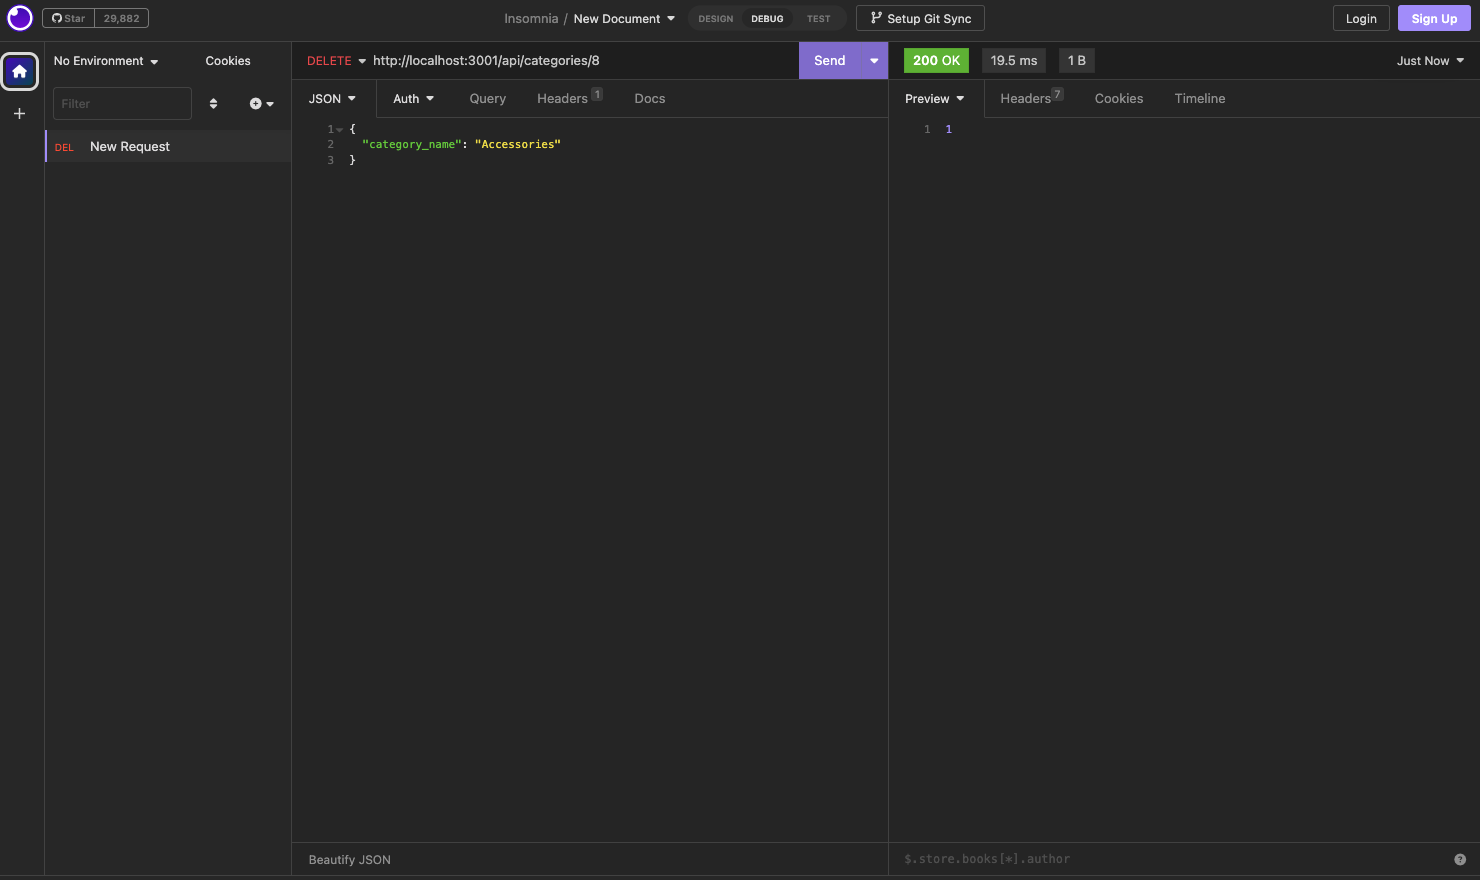 Star 29,882 Insomnia / New Document DESIGN DEBUG TEST Setup Git Sync Login Sign Up
No Environment Cookies
Filter
DEL New Request
DELETE http://localhost:3001/api/categories/8 Send
JSON Auth Query Headers 1 Docs
1 {
2 "category_name": "Accessories"
3 }
Beautify JSON
200 OK 19.5 ms 1 B Just Now
Preview Headers 7 Cookies Timeline
1 1
$.store.books[*].author ?